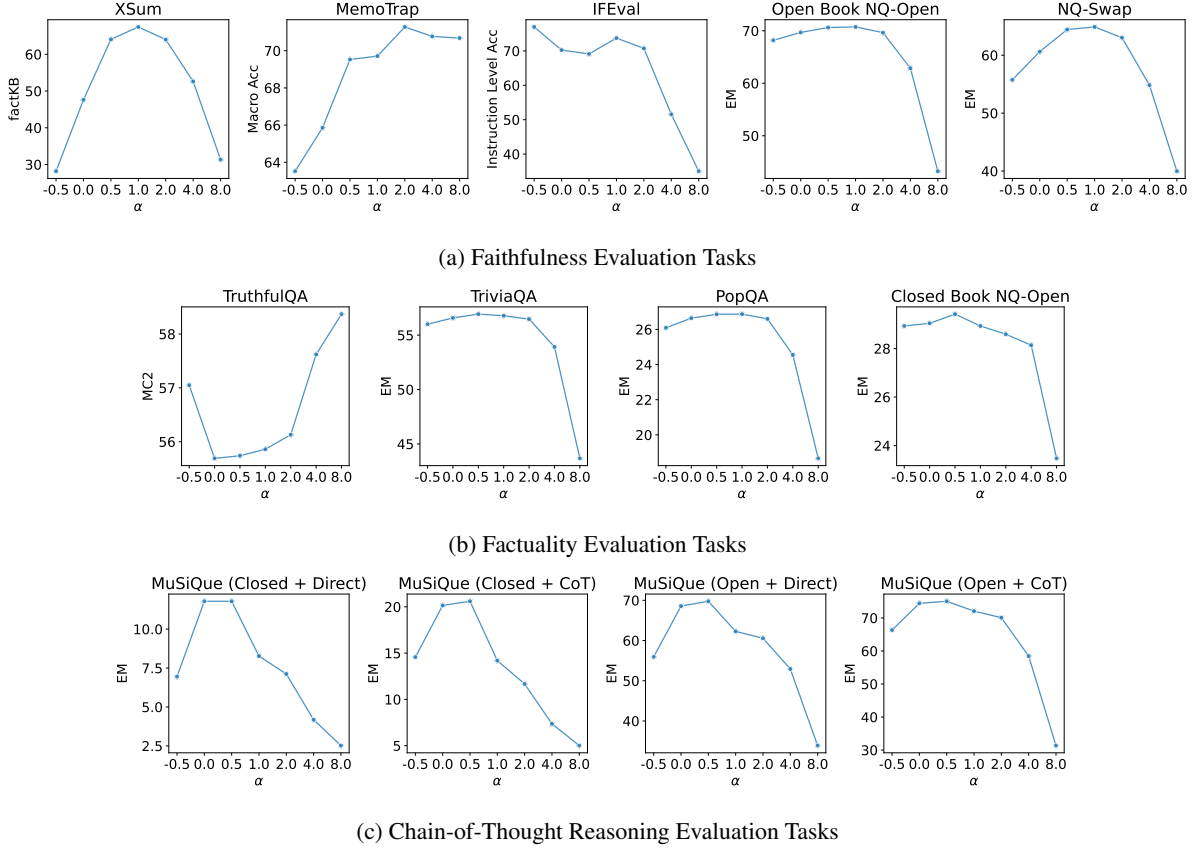 XSum
factKB
60
50
40
30
-0.5 0.0 0.5 1.0 2.0 4.0 8.0
α
MemoTrap
Macro Acc
70
68
66
64
-0.5 0.0 0.5 1.0 2.0 4.0 8.0
α
IFEval
Instruction Level Acc
70
60
50
40
-0.5 0.0 0.5 1.0 2.0 4.0 8.0
α
Open Book NQ-Open
EM
70
60
50
-0.5 0.0 0.5 1.0 2.0 4.0 8.0
α
NQ-Swap
EM
60
50
40
-0.5 0.0 0.5 1.0 2.0 4.0 8.0
α
(a) Faithfulness Evaluation Tasks
TruthfulQA
MC2
58
57
56
-0.5 0.0 0.5 1.0 2.0 4.0 8.0
α
TriviaQA
EM
55
50
45
-0.5 0.0 0.5 1.0 2.0 4.0 8.0
α
PopQA
EM
26
24
22
20
-0.5 0.0 0.5 1.0 2.0 4.0 8.0
α
Closed Book NQ-Open
EM
28
26
24
-0.5 0.0 0.5 1.0 2.0 4.0 8.0
α
(b) Factuality Evaluation Tasks
MuSiQue (Closed + Direct)
EM
10.0
7.5
5.0
2.5
-0.5 0.0 0.5 1.0 2.0 4.0 8.0
α
MuSiQue (Closed + CoT)
EM
20
15
10
5
-0.5 0.0 0.5 1.0 2.0 4.0 8.0
α
MuSiQue (Open + Direct)
EM
70
60
50
40
-0.5 0.0 0.5 1.0 2.0 4.0 8.0
α
MuSiQue (Open + CoT)
EM
70
60
50
40
30
-0.5 0.0 0.5 1.0 2.0 4.0 8.0
α
(c) Chain-of-Thought Reasoning Evaluation Tasks